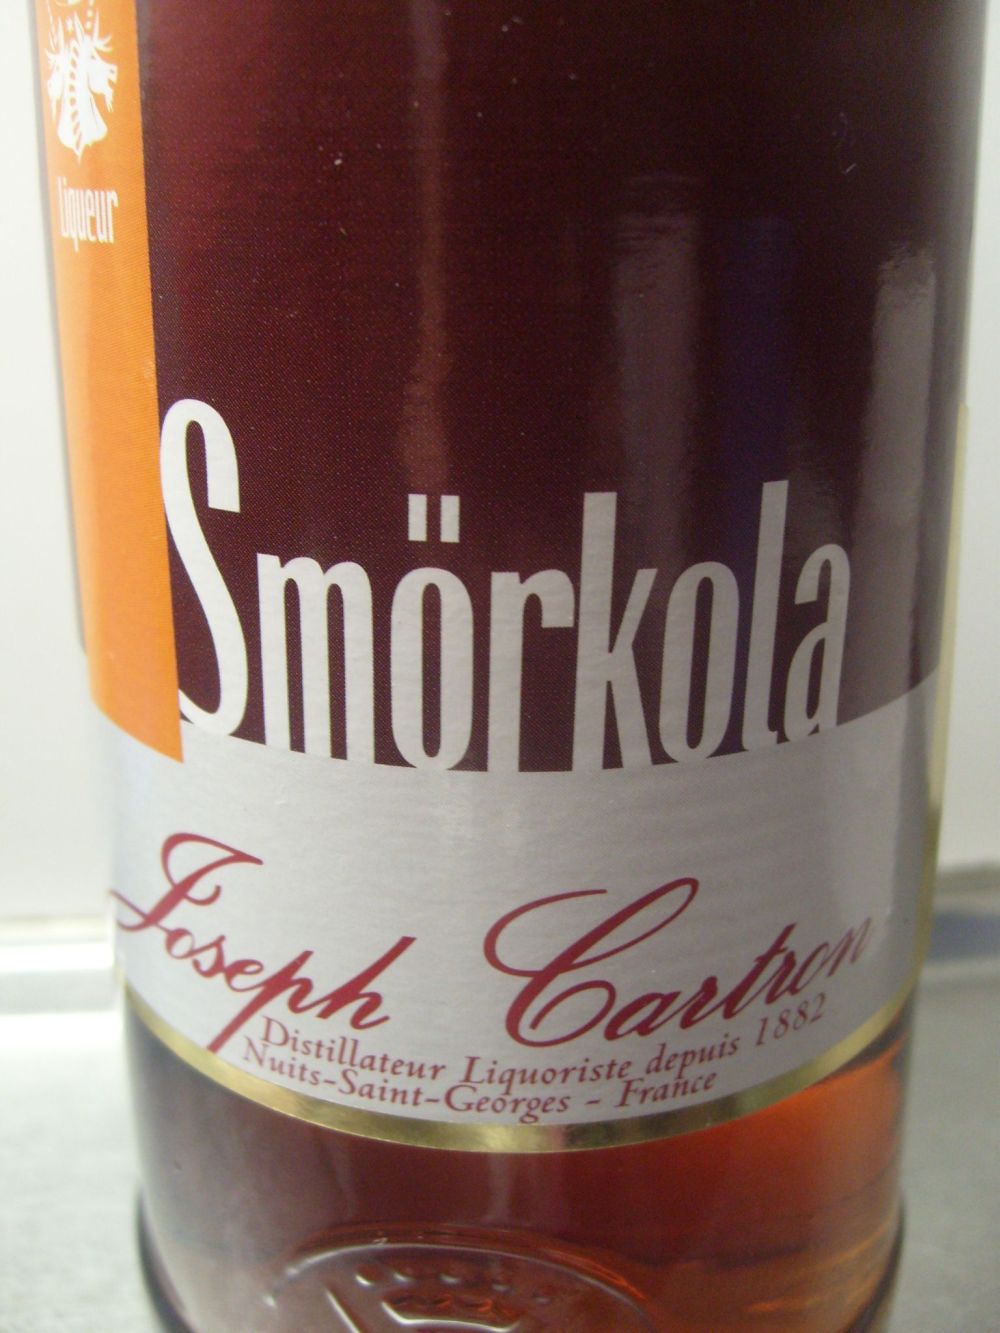 Liqueur
Smörkola
Joseph Cartron
Distillateur Liquoriste depuis 1882
Nuits-Saint-Georges - France